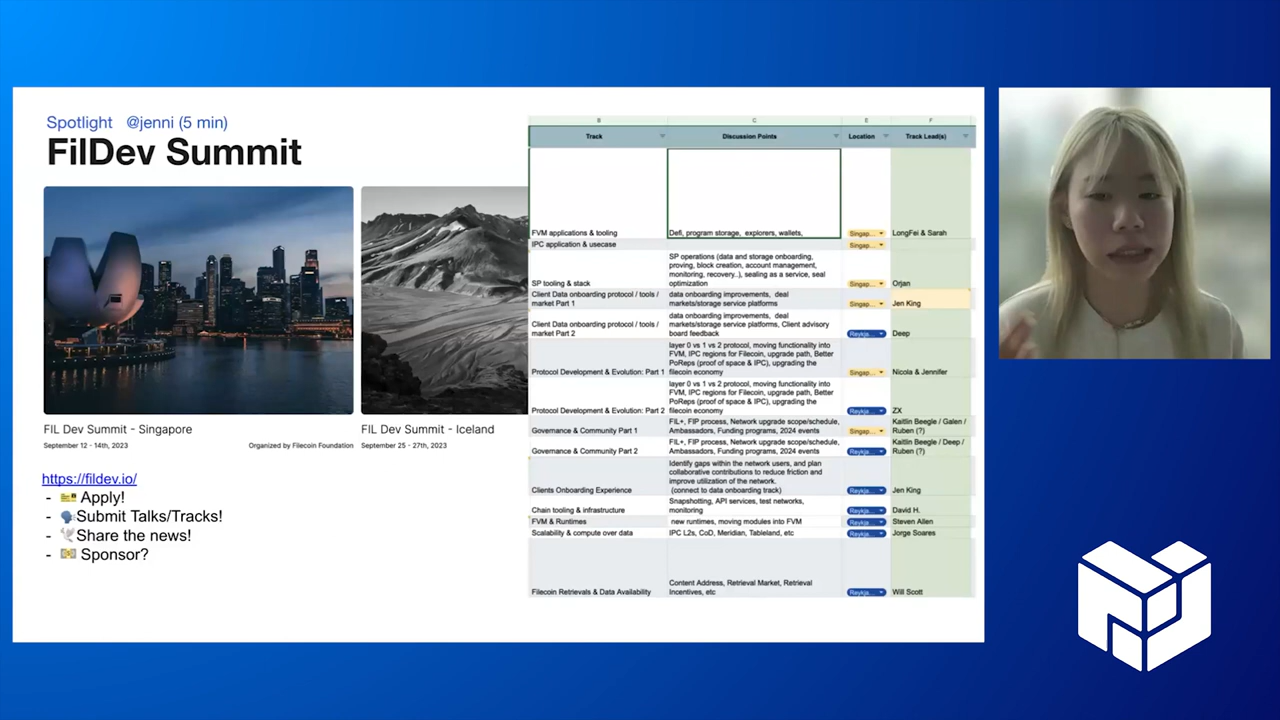 Spotlight @jenni (5 min)
FilDev Summit
FIL Dev Summit - Singapore
September 12 - 14th, 2023
Organized by Filecoin Foundation
FIL Dev Summit - Iceland
September 25 - 27th, 2023
https://fildev.io/
- Apply!
- Submit Talks/Tracks!
- Share the news!
- Sponsor?
B C E F
Track Discussion Points Location Track Lead(s)
FVM applications & tooling Defi, program storage, explorers, wallets, Singap... LongFei & Sarah
IPC application & usecase Singap...
SP operations (data and storage onboarding,
proving, block creation, account management,
monitoring, recovery..), sealing as a service, seal
SP tooling & stack optimization Singap... Orjan
Client Data onboarding protocol / tools / data onboarding improvements, deal
market Part 1 markets/storage service platforms Singap... Jen King
data onboarding improvements, deal
Client Data onboarding protocol / tools / markets/storage service platforms, Client advisory
market Part 2 board feedback Reykja... Deep
layer 0 vs 1 vs 2 protocol, moving functionality into
FVM, IPC regions for Filecoin, upgrade path, Better
PoReps (proof of space & IPC), upgrading the
Protocol Development & Evolution: Part 1 filecoin economy Singap... Nicola & Jennifer
layer 0 vs 1 vs 2 protocol, moving functionality into
FVM, IPC regions for Filecoin, upgrade path, Better
PoReps (proof of space & IPC), upgrading the
Protocol Development & Evolution: Part 2 filecoin economy Reykja... ZX
FIL+, FIP process, Network upgrade scope/schedule, Kaitlin Beegle / Galen /
Governance & Community Part 1 Ambassadors, Funding programs, 2024 events Singap... Ruben (?)
FIL+, FIP process, Network upgrade scope/schedule, Kaitlin Beegle / Deep /
Governance & Community Part 2 Ambassadors, Funding programs, 2024 events Reykja... Ruben (?)
Identify gaps within the network users, and plan
collaborative contributions to reduce friction and
improve utilization of the network.
Clients Onboarding Experience (connect to data onboarding track) Reykja... Jen King
Snapshotting, API services, test networks,
Chain tooling & infrastructure monitoring Reykja... David H.
FVM & Runtimes new runtimes, moving modules into FVM Reykja... Steven Allen
Scalability & compute over data IPC L2s, CoD, Meridian, Tableland, etc Reykja... Jorge Soares
Content Address, Retrieval Market, Retrieval
Filecoin Retrievals & Data Availability Incentives, etc Reykja... Will Scott